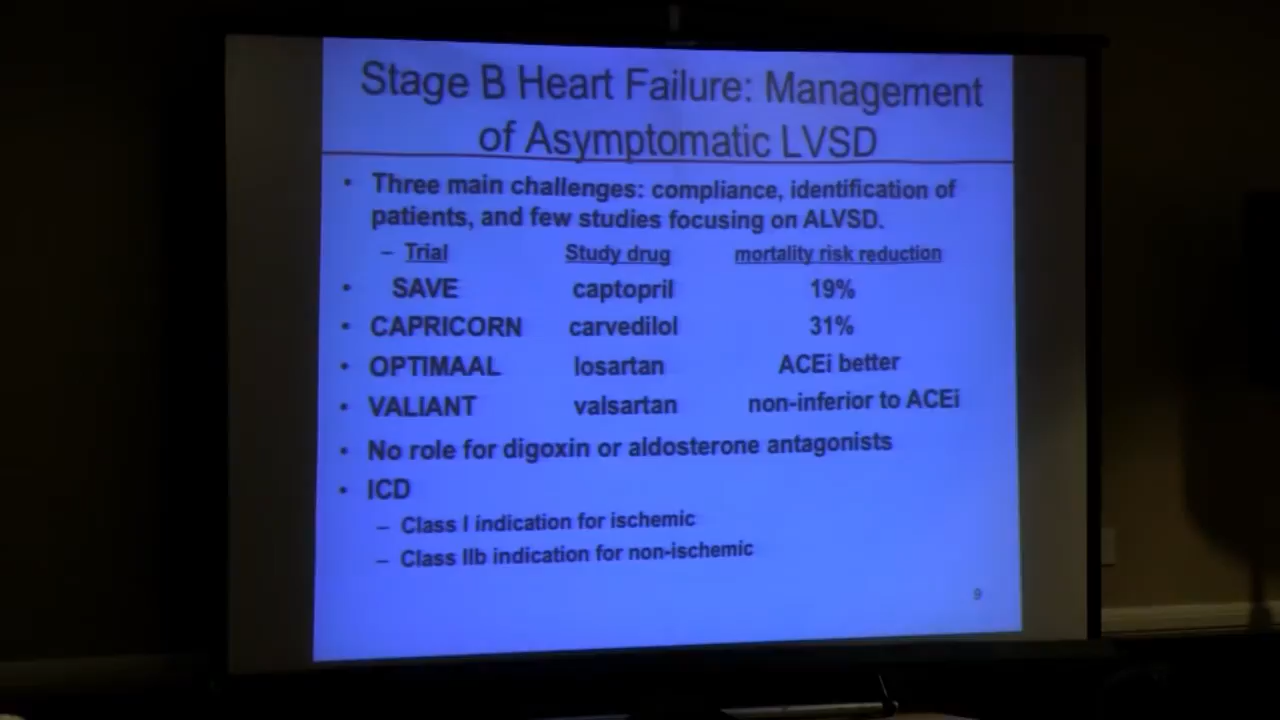 Stage B Heart Failure: Management
of Asymptomatic LVSD
• Three main challenges: compliance, identification of
patients, and few studies focusing on ALVSD.
– Trial Study drug mortality risk reduction
• SAVE captopril 19%
• CAPRICORN carvedilol 31%
• OPTIMAAL losartan ACEi better
• VALIANT valsartan non-inferior to ACEi
• No role for digoxin or aldosterone antagonists
• ICD
– Class I indication for ischemic
– Class IIb indication for non-ischemic
9